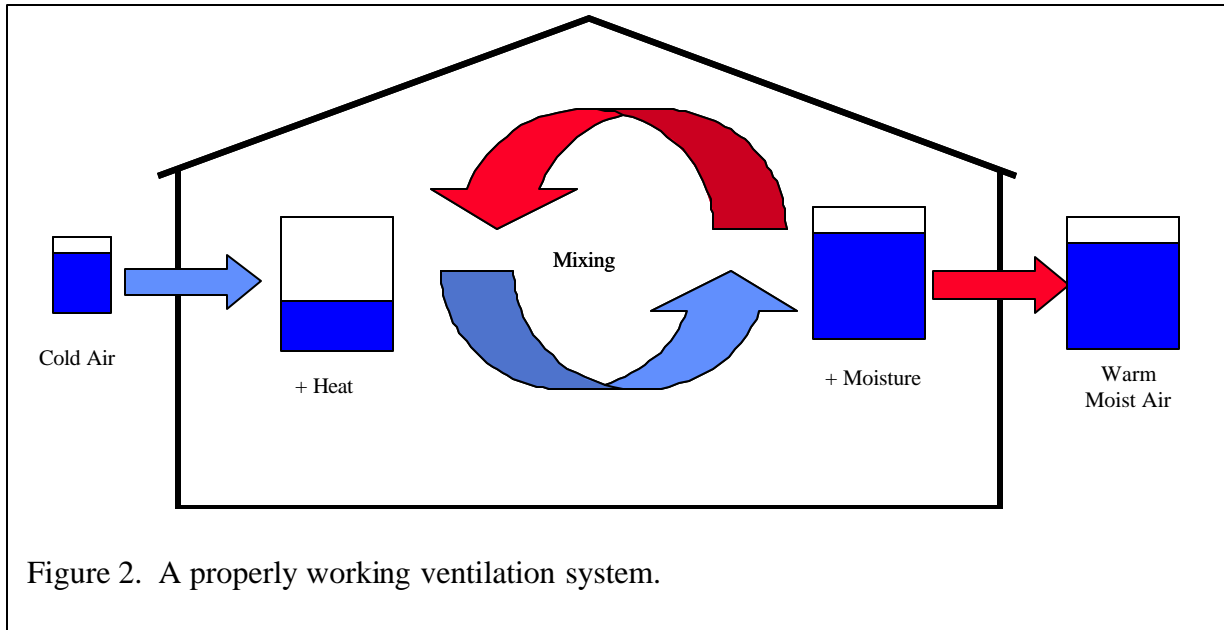 Mixing
Cold Air
+ Heat
+ Moisture
Warm
Moist Air
Figure 2. A properly working ventilation system.